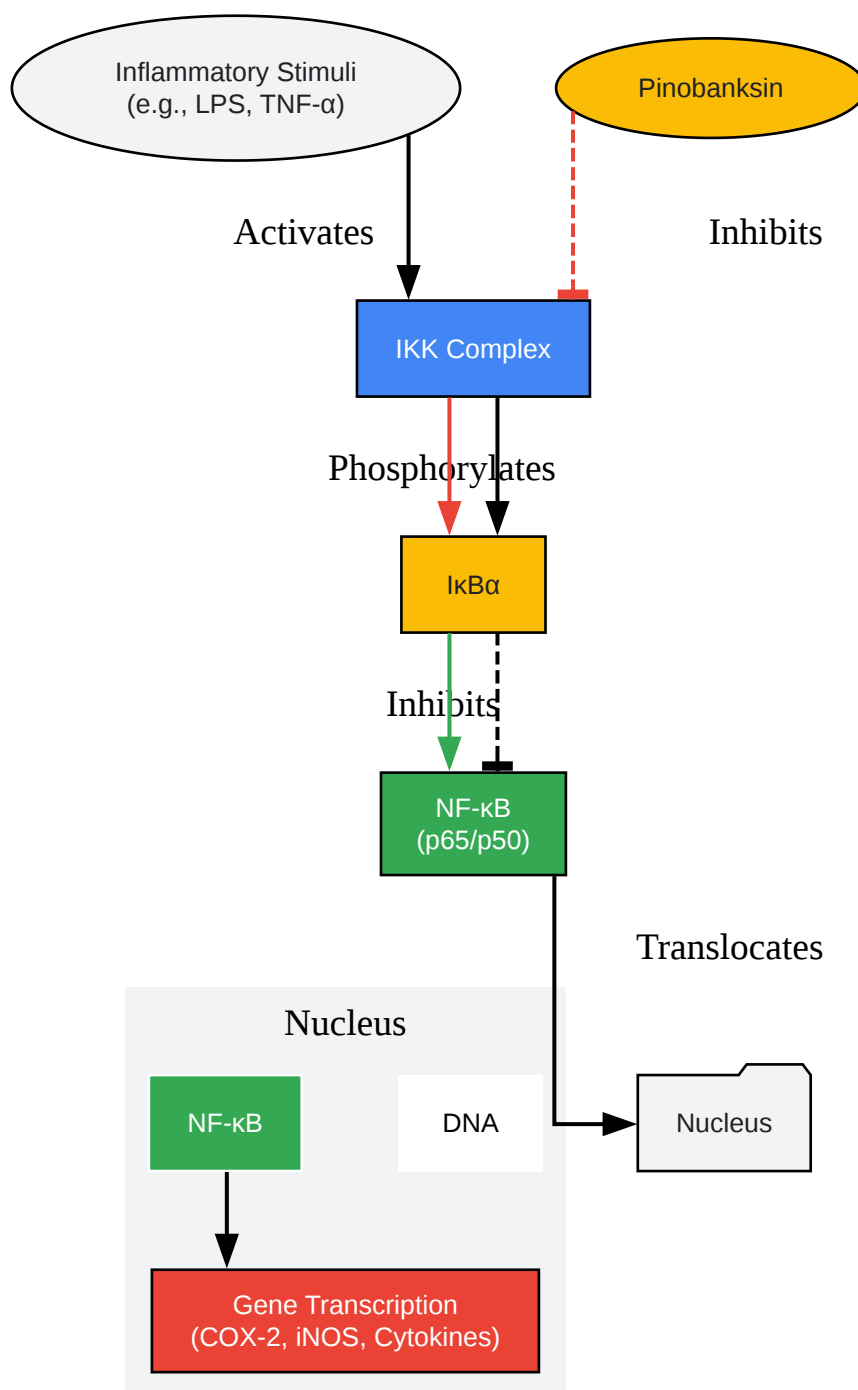 Inflammatory Stimuli
(e.g., LPS, TNF-α)
Pinobanksin
Activates
Inhibits
IKK Complex
Phosphorylates
IκBα
Inhibits
NF-κB
(p65/p50)
Translocates
Nucleus
NF-κB
DNA
Nucleus
Gene Transcription
(COX-2, iNOS, Cytokines)